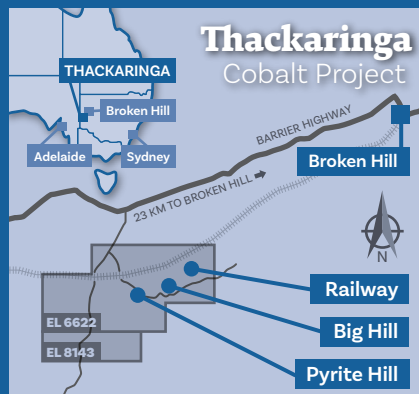 Thackaringa
Cobalt Project
THACKARINGA
Broken Hill
Adelaide
Sydney
BARRIER HIGHWAY
Broken Hill
23 KM TO BROKEN HILL
N
Railway
EL 6622
Big Hill
EL 8143
Pyrite Hill